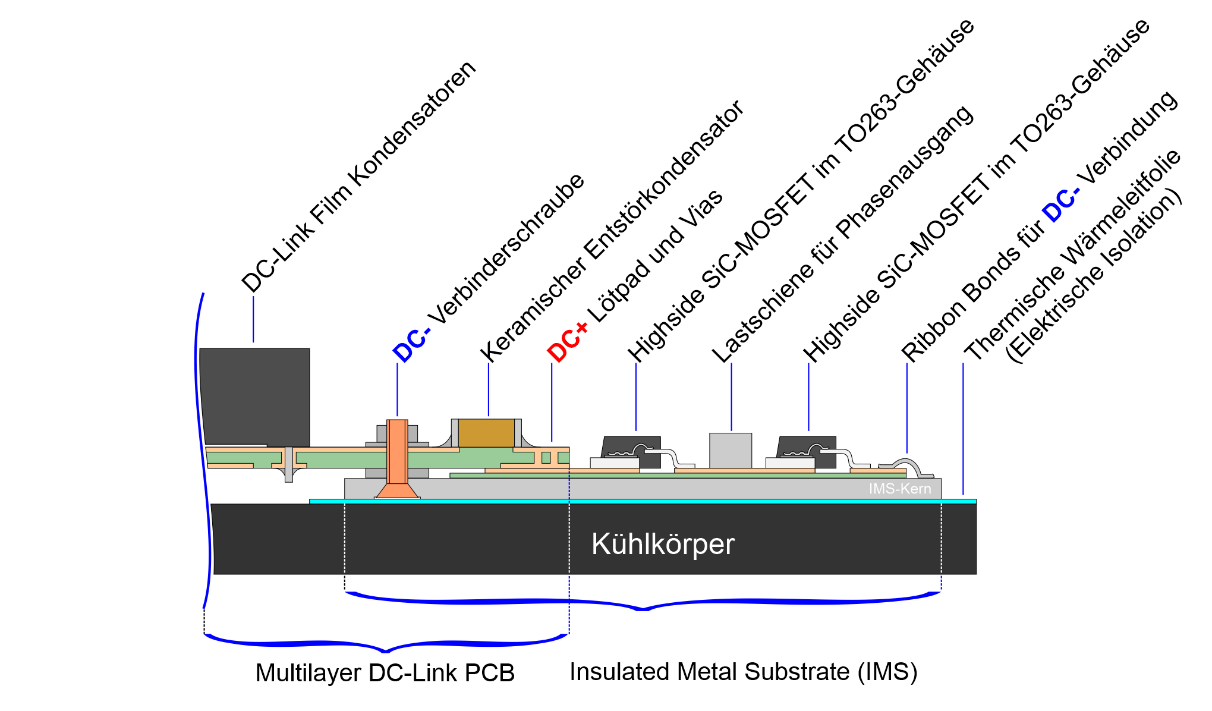 DC-Link Film Kondensatoren
DC- Verbinderschraube
Keramischer Entstörkondensator
DC+ Lötpad und Vias
Highside SiC-MOSFET im TO263-Gehäuse
Lastschiene für Phasenausgang
Highside SiC-MOSFET im TO263-Gehäuse
Ribbon Bonds für DC- Verbindung
Thermische Wärmeleitfolie
(Elektrische Isolation)
IMS-Kern
Kühlkörper
Multilayer DC-Link PCB
Insulated Metal Substrate (IMS)